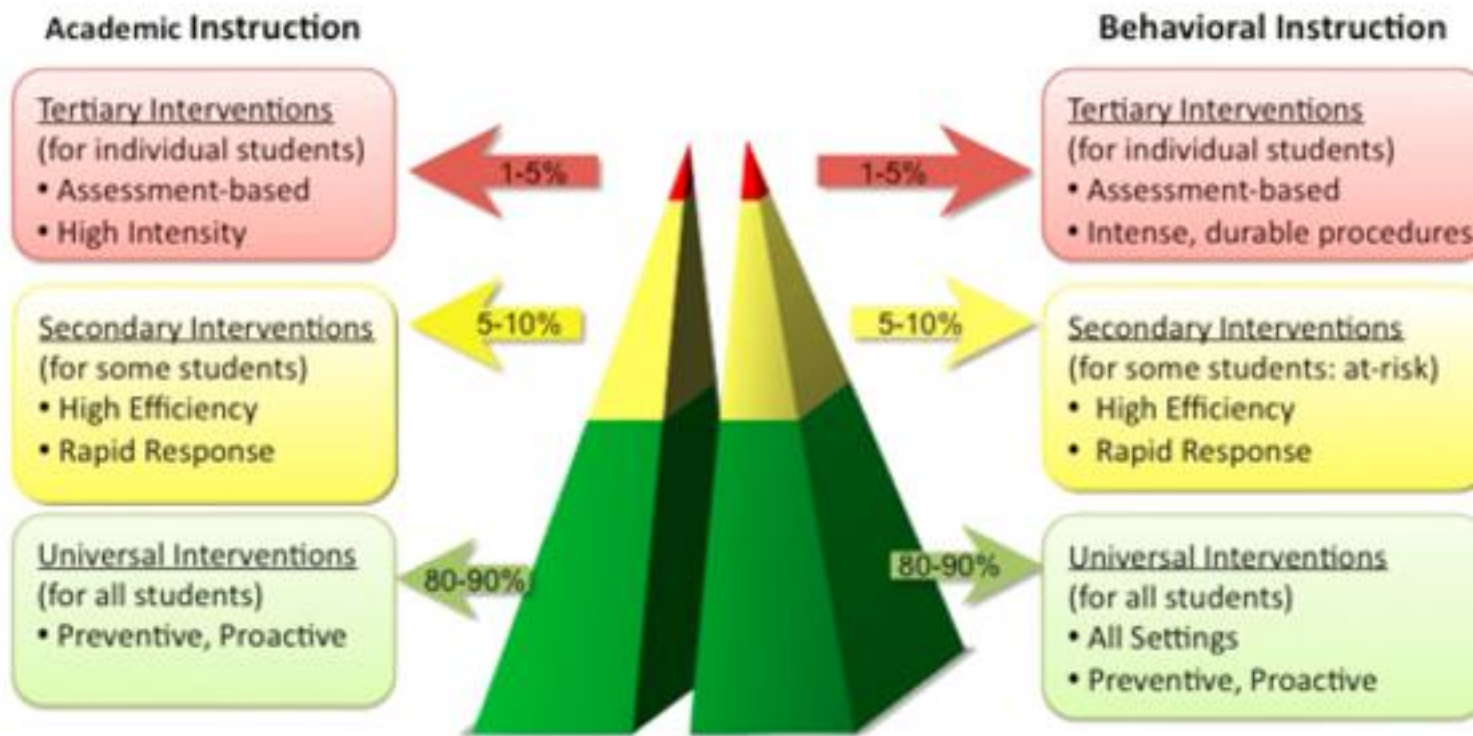 Academic Instruction
Tertiary Interventions
(for individual students)
• Assessment-based
• High Intensity
1-5%
Secondary Interventions
(for some students)
• High Efficiency
• Rapid Response
5-10%
Universal Interventions
(for all students)
• Preventive, Proactive
80-90%
Behavioral Instruction
1-5%
Tertiary Interventions
(for individual students)
• Assessment-based
• Intense, durable procedures
5-10%
Secondary Interventions
(for some students: at-risk)
• High Efficiency
• Rapid Response
80-90%
Universal Interventions
(for all students)
• All Settings
• Preventive, Proactive